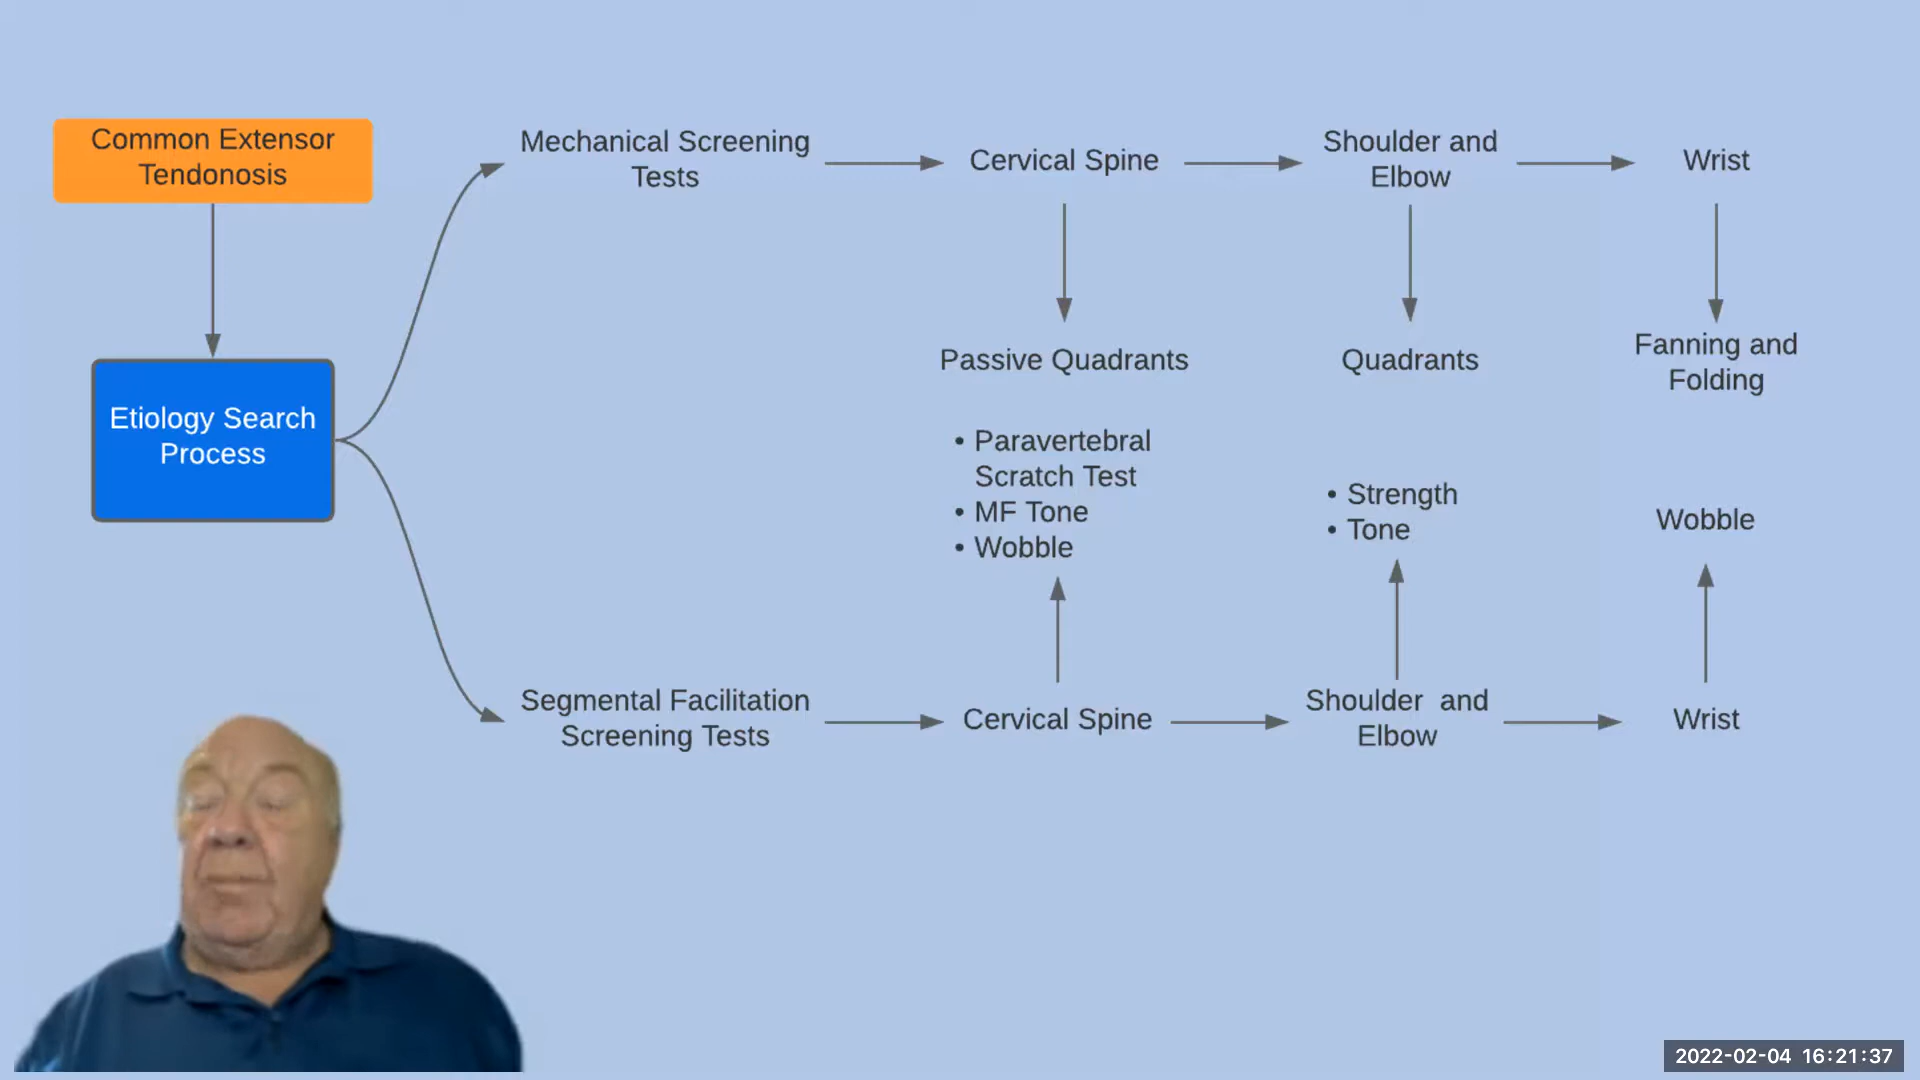 Common Extensor
Tendonosis
Mechanical Screening
Tests
Cervical Spine
Shoulder and
Elbow
Wrist
Passive Quadrants
Quadrants
Fanning and
Folding
Etiology Search
Process
• Paravertebral
Scratch Test
• MF Tone
• Wobble
• Strength
• Tone
Wobble
Segmental Facilitation
Screening Tests
Cervical Spine
Shoulder and
Elbow
Wrist
2022-02-04 16:21:37